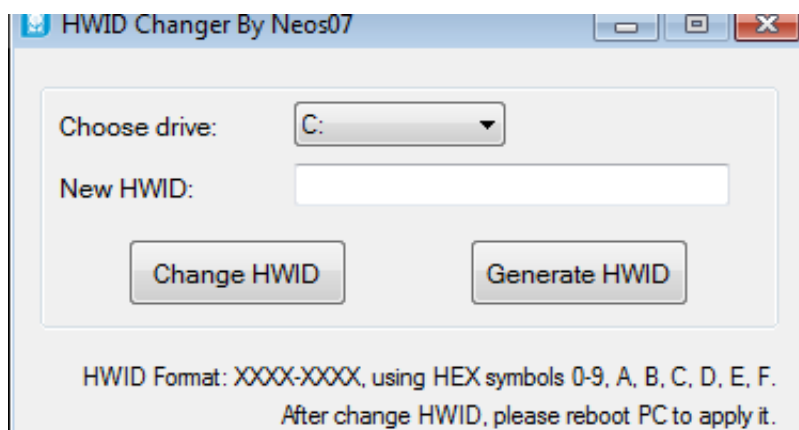 HWID Changer By Neos07
Choose drive: C:
New HWID:
Change HWID Generate HWID
HWID Format: XXXX-XXXX, using HEX symbols 0-9, A, B, C, D, E, F.
After change HWID, please reboot PC to apply it.